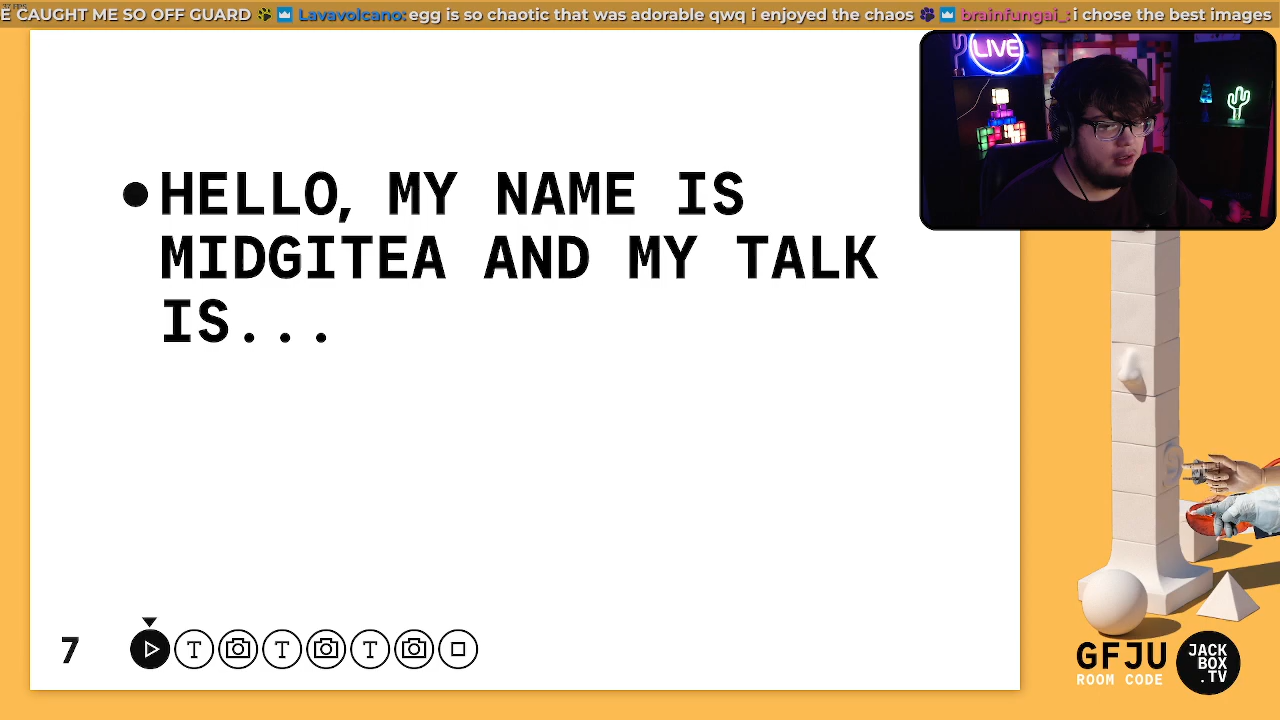 E CAUGHT ME SO OFF GUARD Lavavolcano: egg is so chaotic that was adorable qwq i enjoyed the chaos brainfungai_: i chose the best images
LIVE
HELLO, MY NAME IS
MIDGITEA AND MY TALK
IS...
7
T T T
GFJU
ROOM CODE
JACK
BOX
.TV